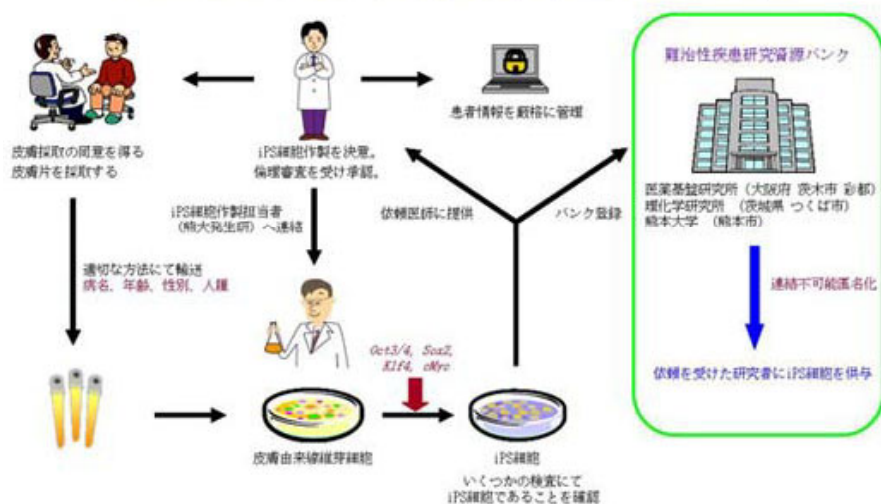 難治性疾患研究資源バンク
患者情報を厳格に管理
皮膚採取の同意を得る
皮膚片を採取する
iPS細胞作製を決意。
倫理審査を受け承認。
医薬基盤研究所（大阪府 茨木市 彩都）
理化学研究所 （茨城県 つくば市）
熊本大学 （熊本市）
iPS細胞作製担当者
（熊大発生研）へ連絡
依頼医師に提供
バンク登録
適切な方法にて輸送
病名、年齢、性別、人種
連結不可能匿名化
Oct3/4, Sox2,
Klf4, cMyc
依頼を受けた研究者にiPS細胞を供与
皮膚由来線維芽細胞
iPS細胞
いくつかの検査にて
iPS細胞であることを確認